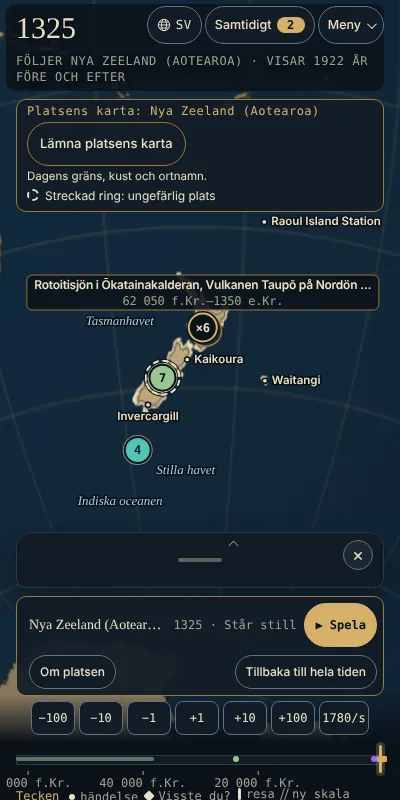 1325
SV
Samtidigt 2
Meny
FÖLJER NYA ZEELAND (AOTEAROA) · VISAR 1922 ÅR
FÖRE OCH EFTER
Platsens karta: Nya Zeeland (Aotearoa)
Lämna platsens karta
Dagens gräns, kust och ortnamn.
Streckad ring: ungefärlig plats
Raoul Island Station
Rotoitisjön i Ōkatainakalderan, Vulkanen Taupō på Nordön ...
62 050 f.Kr.–1350 e.Kr.
Tasmanhavet
×6
Kaikoura
7
Waitangi
Invercargill
4
Stilla havet
Indiska oceanen
×
Nya Zeeland (Aotear… 1325 · Står still
▶ Spela
Om platsen
Tillbaka till hela tiden
−100 −10 −1 +1 +10 +100 1780/s
000 f.Kr. 40 000 f.Kr. 20 000 f.Kr.
Tecken händelse Visste du? resa // ny skala